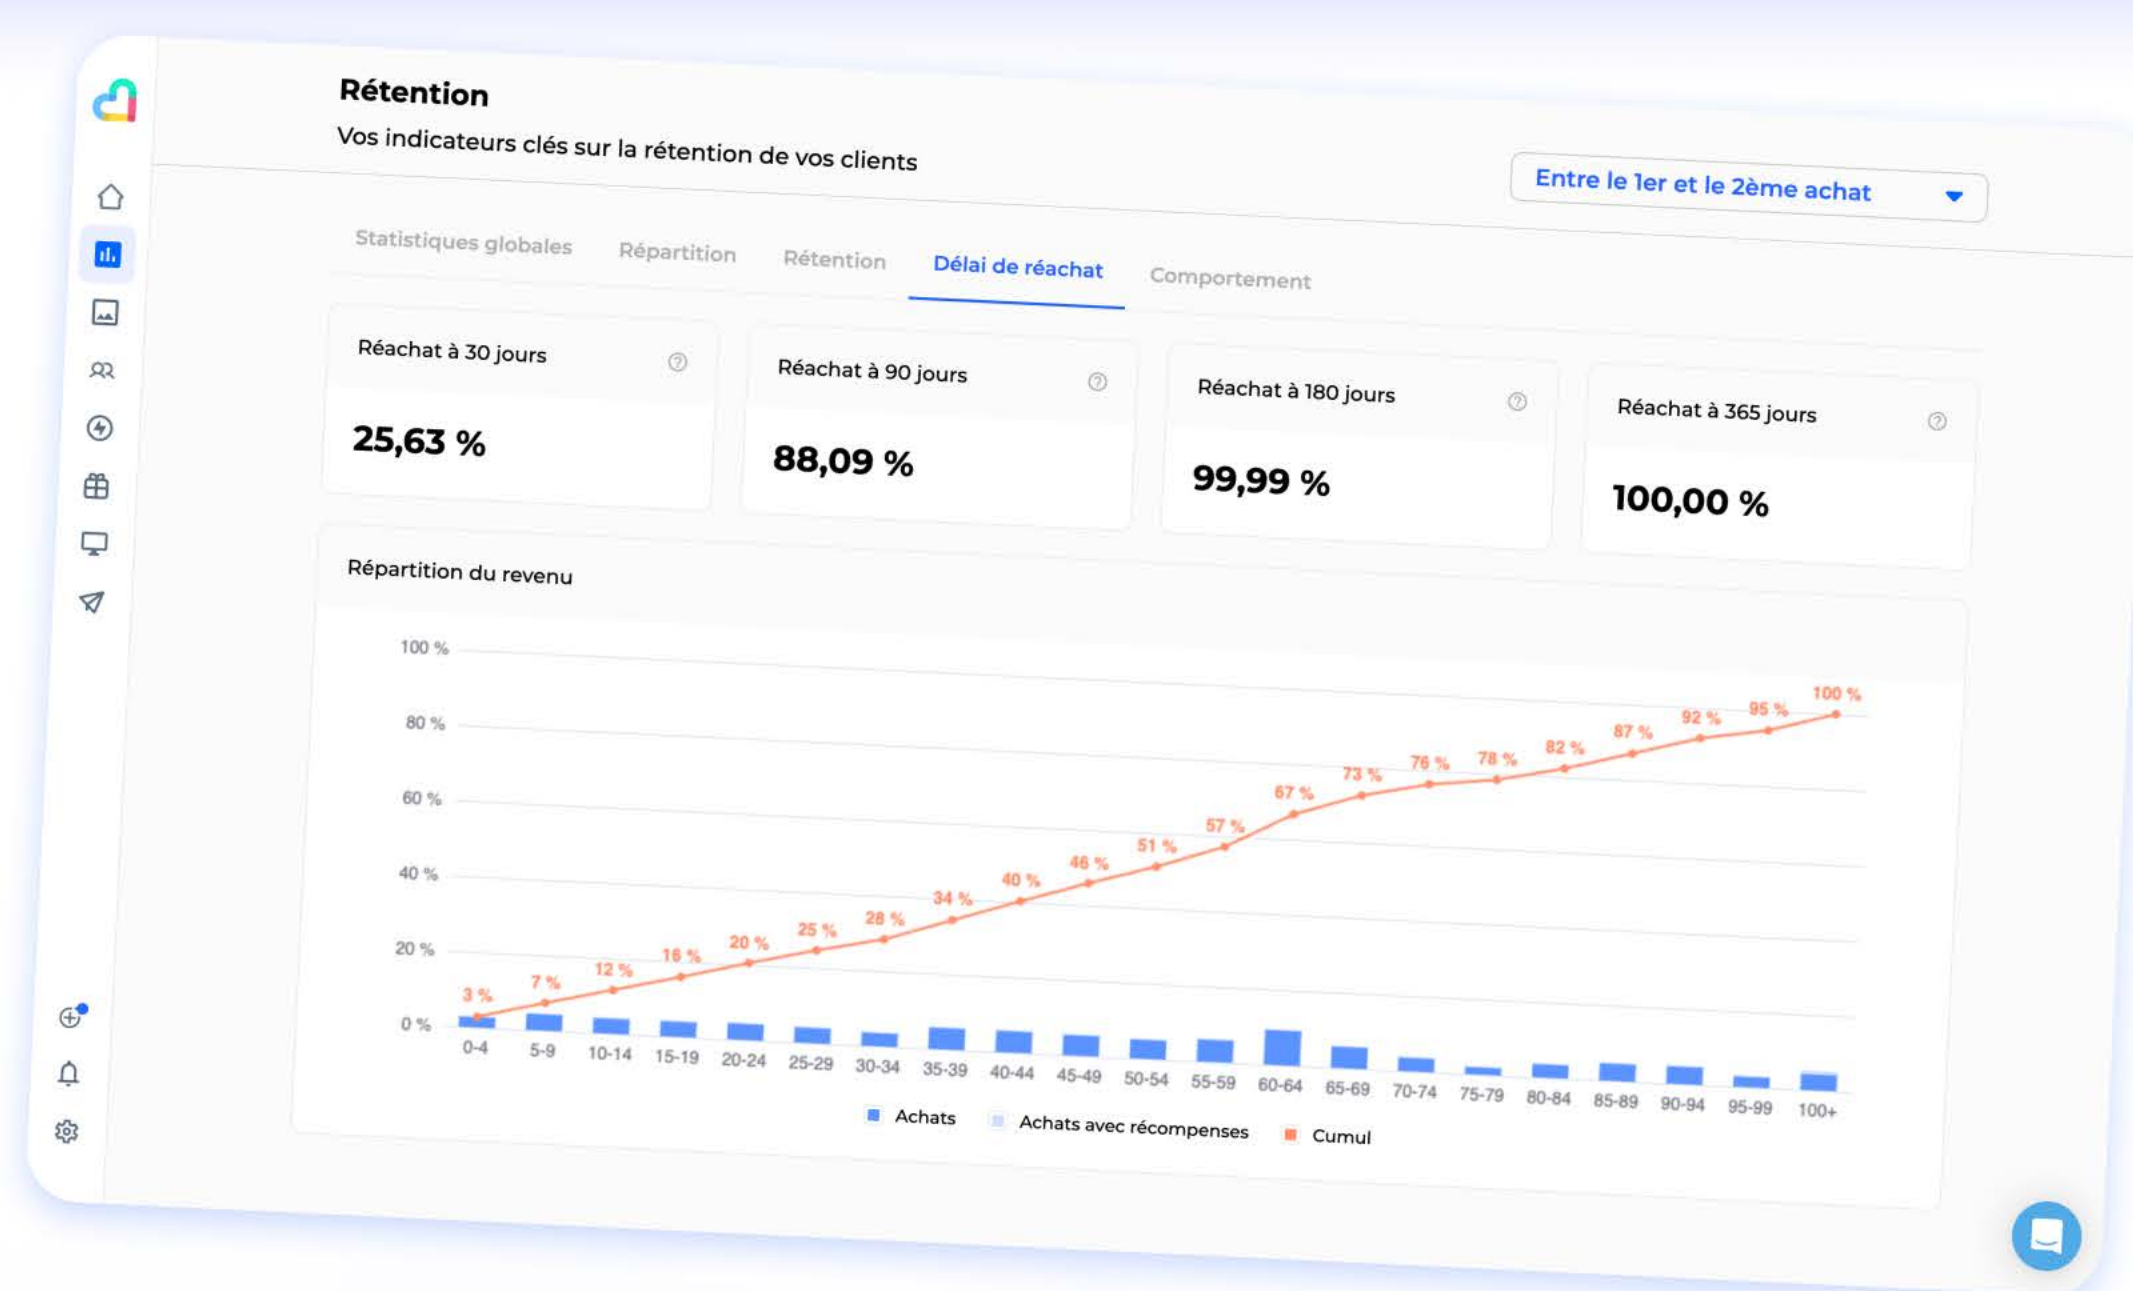 Rétention
Vos indicateurs clés sur la rétention de vos clients
Entre le 1er et le 2ème achat
Statistiques globales Répartition Rétention Délai de réachat Comportement
Réachat à 30 jours
25,63 %
Réachat à 90 jours
88,09 %
Réachat à 180 jours
99,99 %
Réachat à 365 jours
100,00 %
Répartition du revenu
100 %
80 %
60 %
40 %
20 %
0 %
3 % 7 % 12 % 16 % 20 % 25 % 28 % 34 % 40 % 46 % 51 % 57 % 67 % 73 % 76 % 78 % 82 % 87 % 92 % 95 % 100 %
0-4 5-9 10-14 15-19 20-24 25-29 30-34 35-39 40-44 45-49 50-54 55-59 60-64 65-69 70-74 75-79 80-84 85-89 90-94 95-99 100+
Achats Achats avec récompenses Cumul